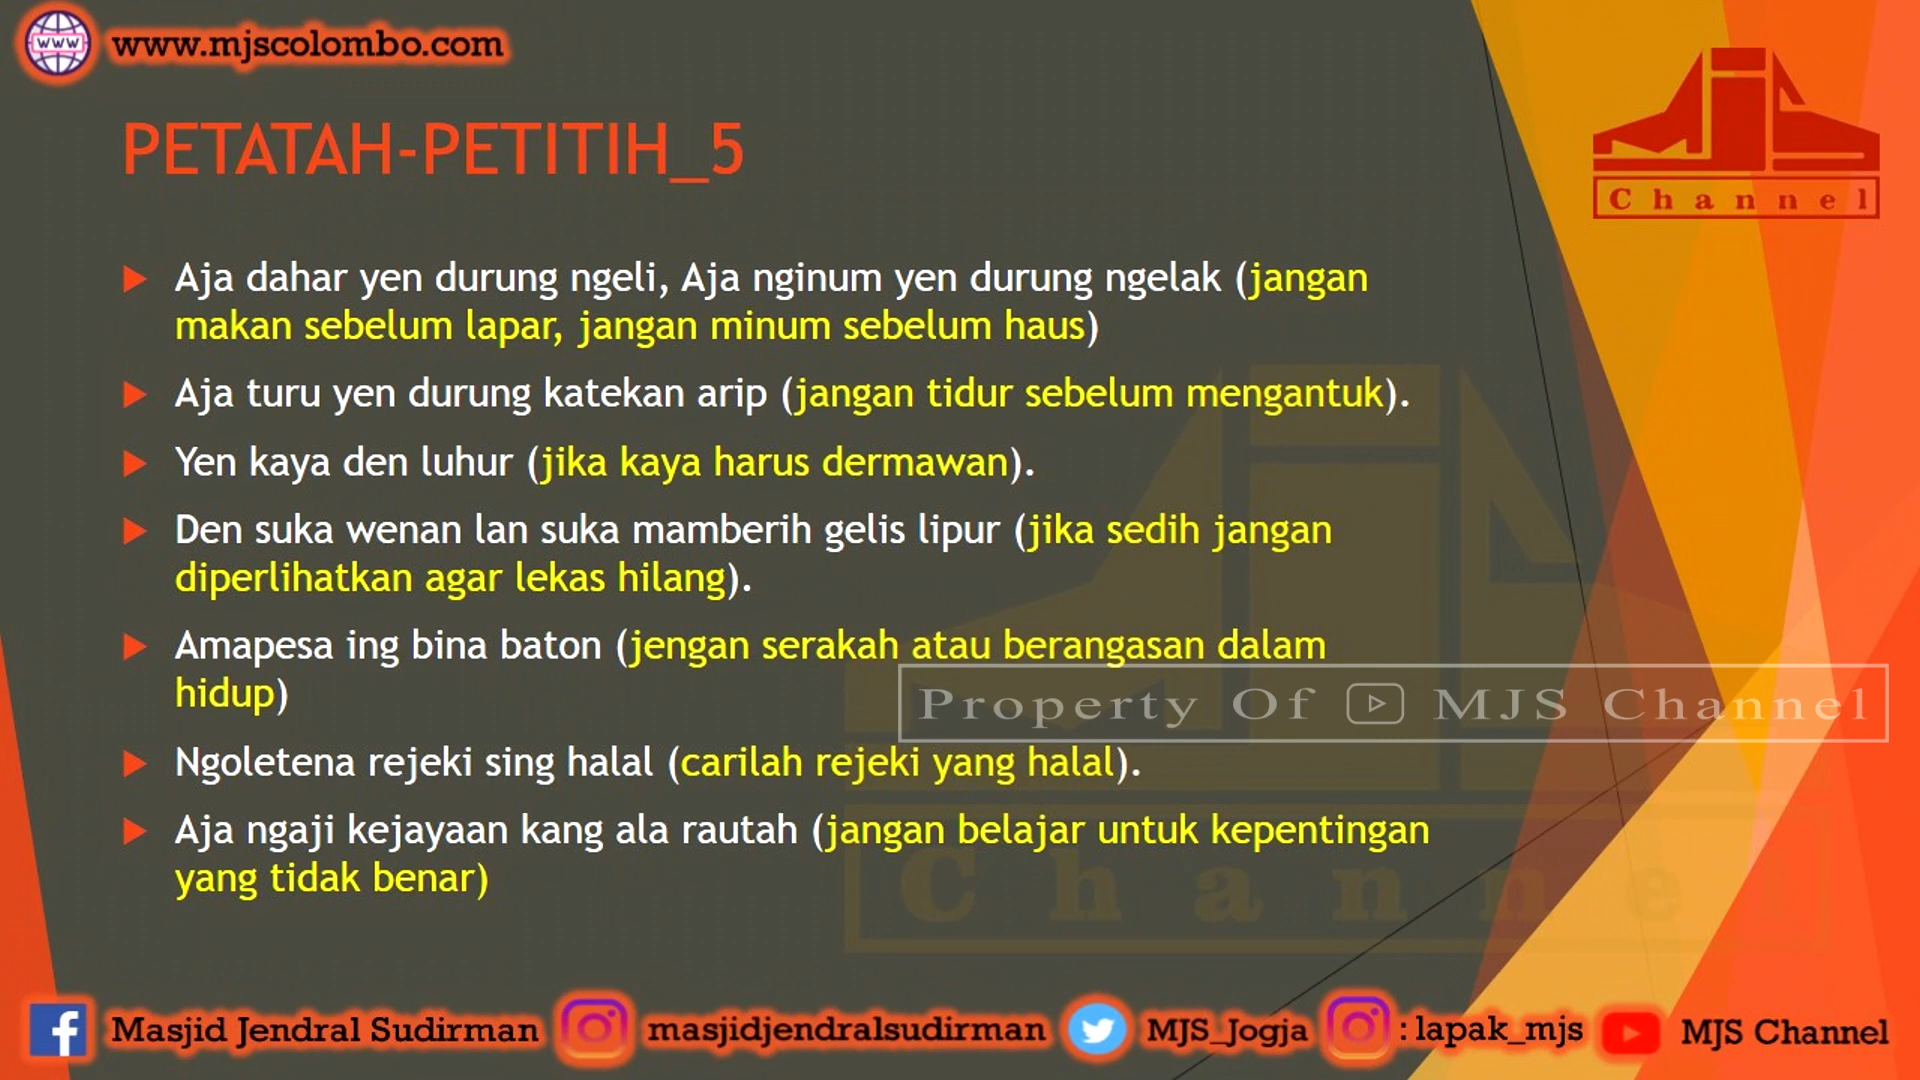 www.mjscolombo.com
MJS
Channel
PETATAH-PETITIH_5
Aja dahar yen durung ngeli, Aja nginum yen durung ngelak (jangan
makan sebelum lapar, jangan minum sebelum haus)
Aja turu yen durung katekan arip (jangan tidur sebelum mengantuk).
Yen kaya den luhur (jika kaya harus dermawan).
Den suka wenan lan suka mamberih gelis lipur (jika sedih jangan
diperlihatkan agar lekas hilang).
Amapesa ing bina baton (jengan serakah atau berangasan dalam
hidup)
Property Of MJS Channel
Ngoletena rejeki sing halal (carilah rejeki yang halal).
Aja ngaji kejayaan kang ala rautah (jangan belajar untuk kepentingan
yang tidak benar)
Channel
Masjid Jendral Sudirman masjidjendralsudirman MJS_Jogja : lapak_mjs MJS Channel